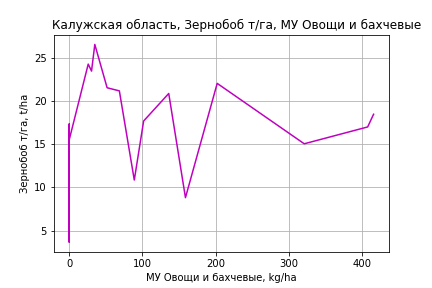 Калужская область, Зернобоб т/га, МУ Овощи и бахчевые
25
20
15
10
5
Зернобоб т/га, t/ha
0 100 200 300 400
МУ Овощи и бахчевые, kg/ha